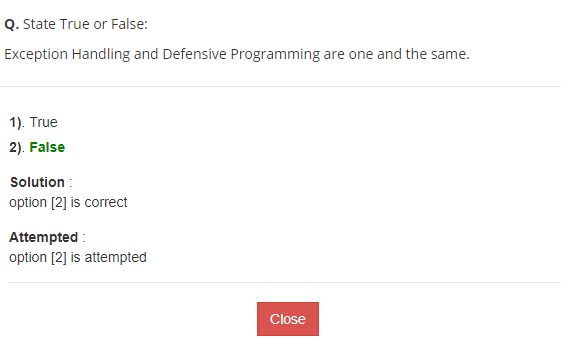 Q. State True or False:
Exception Handling and Defensive Programming are one and the same.
1). True
2). False
Solution :
option [2] is correct
Attempted :
option [2] is attempted
Close